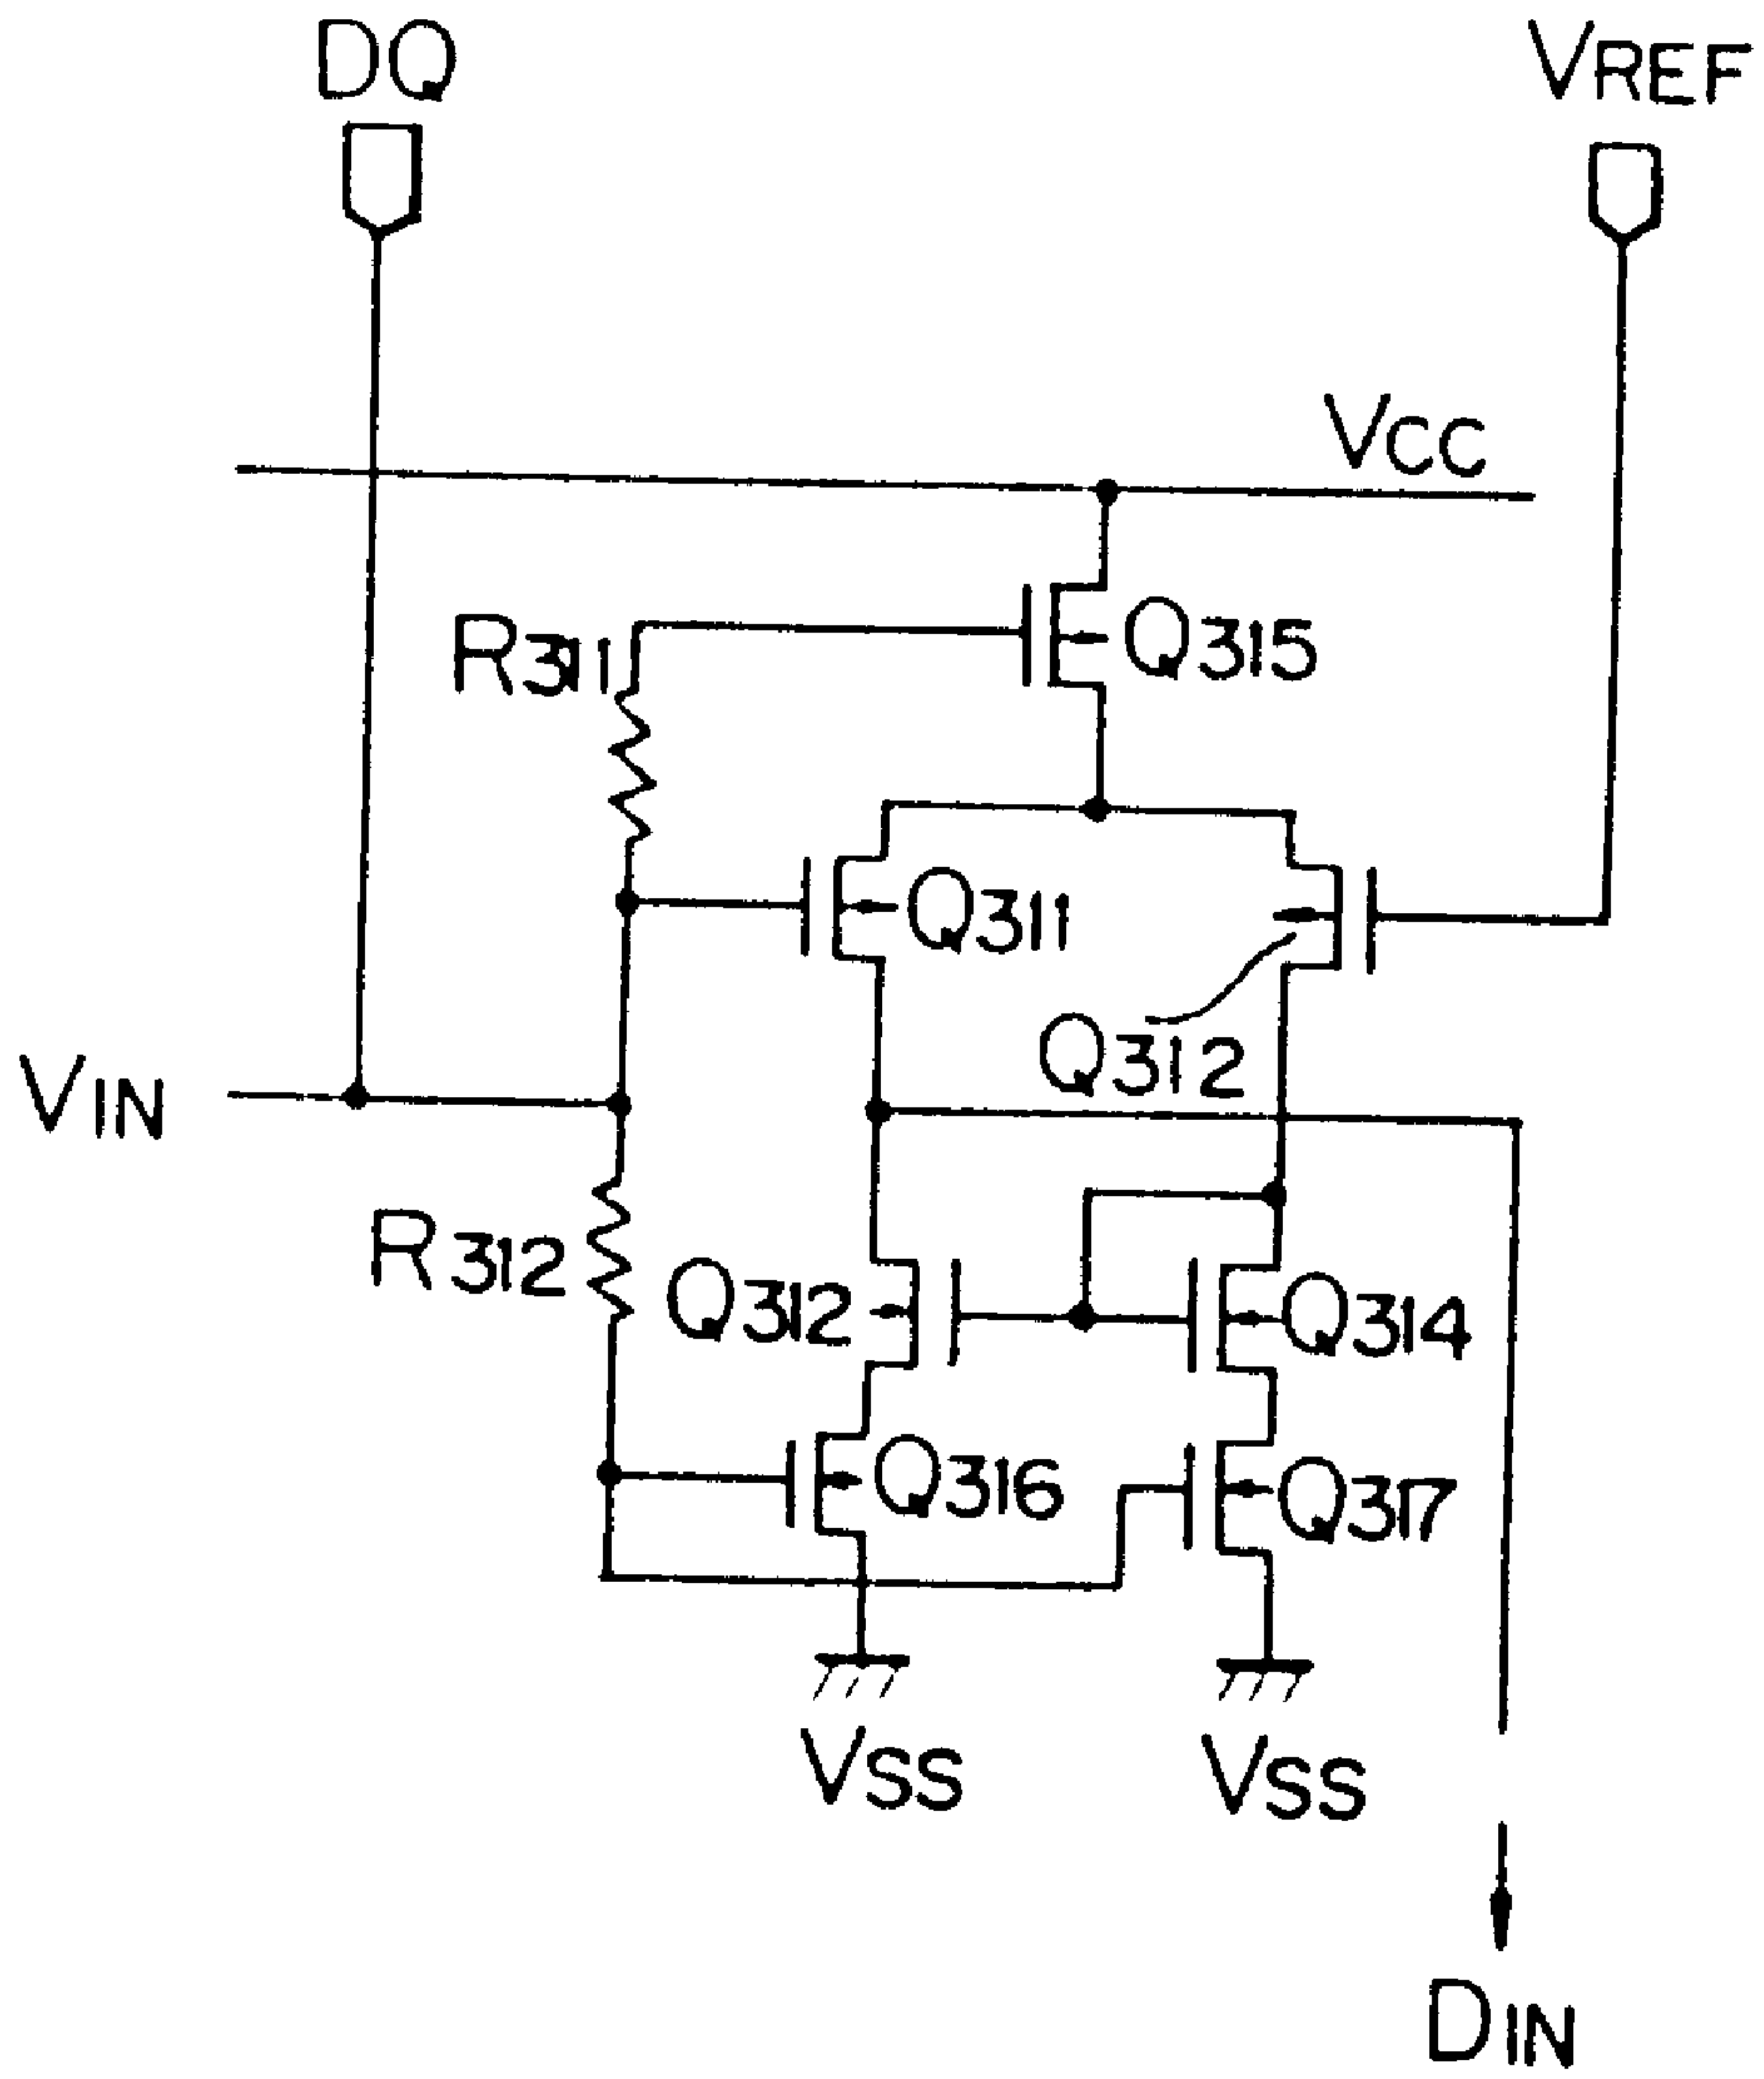 DQ
VREF
VCC
R311
Q315
Q311
Q312
VIN
R312
Q312
Q314
Q316
Q317
VSS
VSS
DIN